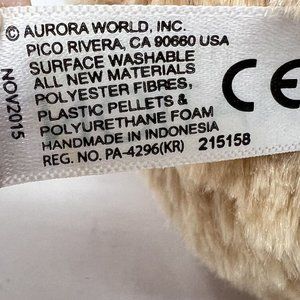 © AURORA WORLD, INC.
PICO RIVERA, CA 90660 USA
SURFACE WASHABLE
ALL NEW MATERIALS
POLYESTER FIBRES,
PLASTIC PELLETS &
POLYURETHANE FOAM
HANDMADE IN INDONESIA
REG. NO. PA-4296(KR) 215158
NOV2015
CE